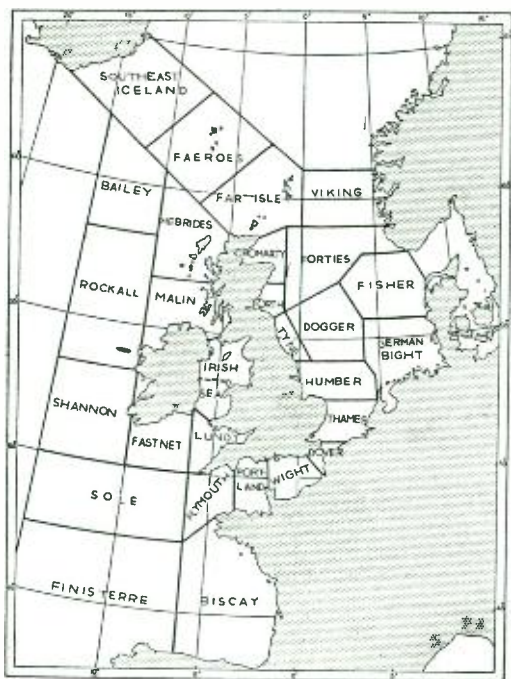 SOUTHEAST
ICELAND
FAEROES
BAILEY
FAIR ISLE
VIKING
HEBRIDES
CROMARTY
FORTIES
ROCKALL
MALIN
FORTH
FISHER
TYNE
DOGGER
GERMAN
BIGHT
IRISH
SEA
HUMBER
SHANNON
FASTNET
LUNDY
THAMES
DOVER
SOLE
PLYMOUTH
PORT
LAND
WIGHT
FINISTERRE
BISCAY